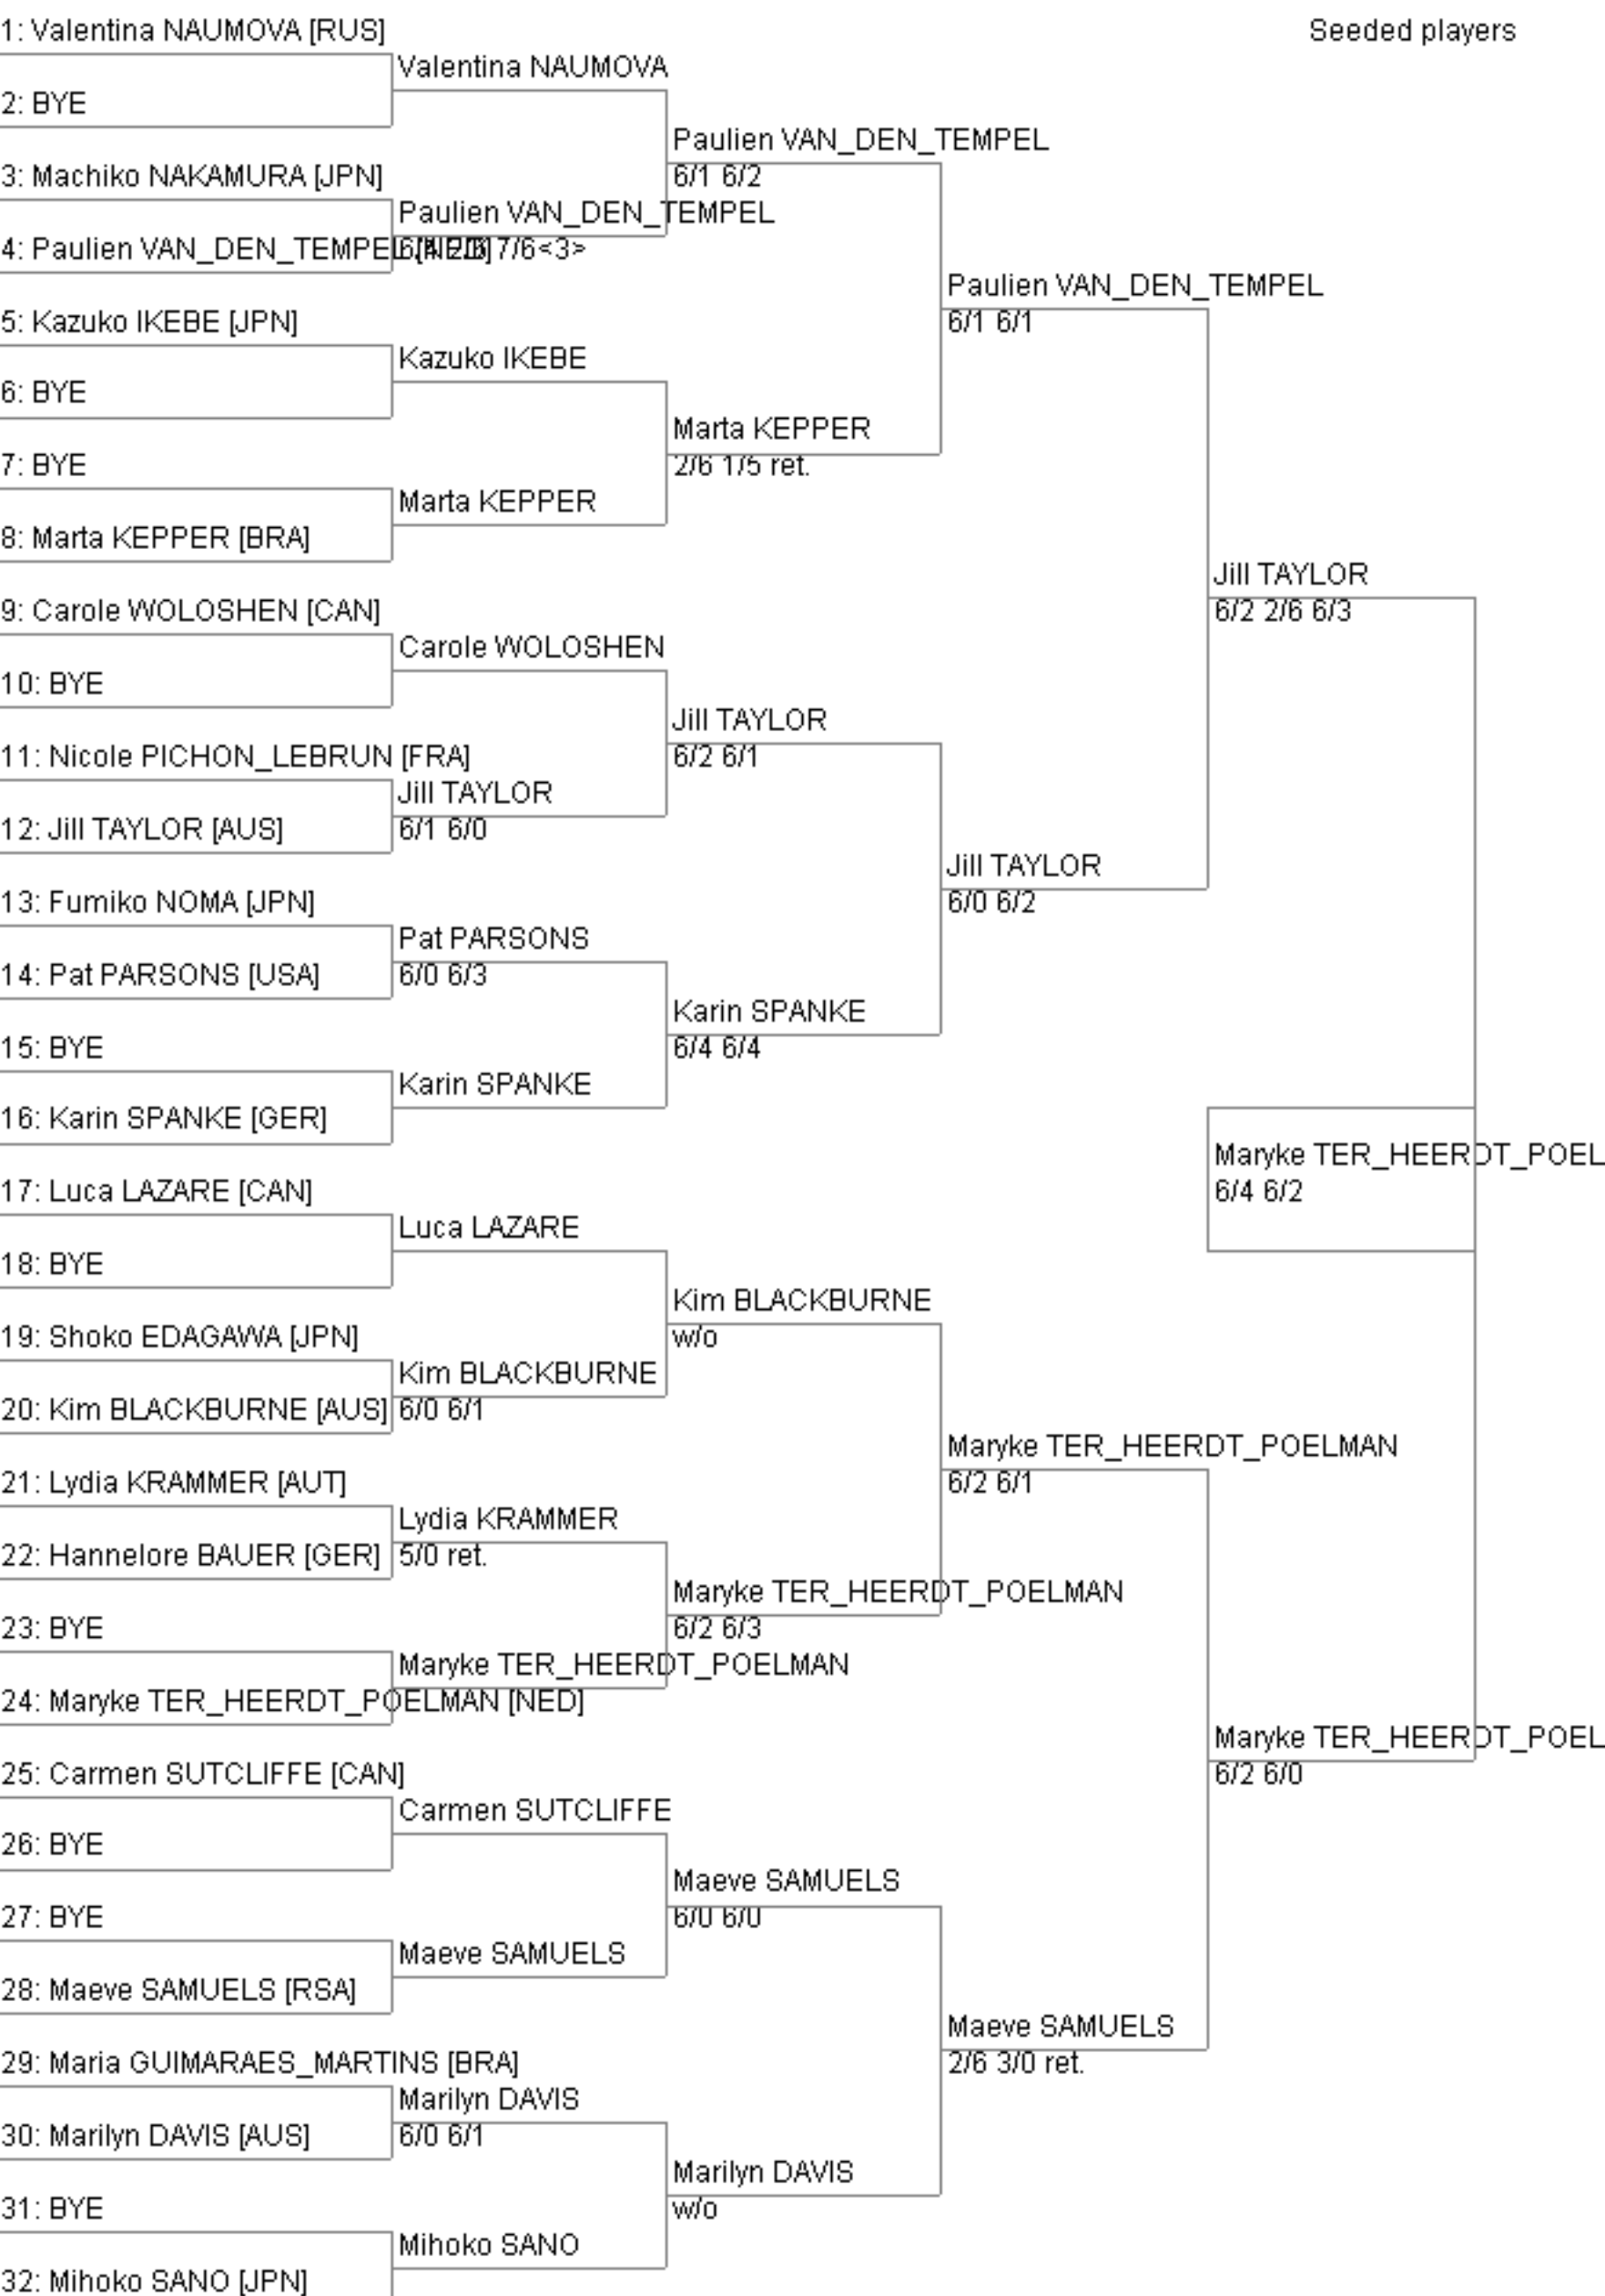 1: Valentina NAUMOVA [RUS]
Seeded players
Valentina NAUMOVA
2: BYE
Paulien VAN_DEN_TEMPEL
6/1 6/2
3: Machiko NAKAMURA [JPN]
Paulien VAN_DEN_TEMPEL
4: Paulien VAN_DEN_TEMPEL [NED]
7/6<3>
Paulien VAN_DEN_TEMPEL
6/1 6/1
5: Kazuko IKEBE [JPN]
Kazuko IKEBE
6: BYE
Marta KEPPER
2/6 1/5 ret.
7: BYE
Marta KEPPER
8: Marta KEPPER [BRA]
Jill TAYLOR
6/2 2/6 6/3
9: Carole WOLOSHEN [CAN]
Carole WOLOSHEN
10: BYE
Jill TAYLOR
6/2 6/1
11: Nicole PICHON_LEBRUN [FRA]
Jill TAYLOR
12: Jill TAYLOR [AUS]
6/1 6/0
Jill TAYLOR
6/0 6/2
13: Fumiko NOMA [JPN]
Pat PARSONS
14: Pat PARSONS [USA]
6/0 6/3
Karin SPANKE
6/4 6/4
15: BYE
Karin SPANKE
16: Karin SPANKE [GER]
Maryke TER_HEERDT_POEL
6/4 6/2
17: Luca LAZARE [CAN]
Luca LAZARE
18: BYE
Kim BLACKBURNE
w/o
19: Shoko EDAGAWA [JPN]
Kim BLACKBURNE
20: Kim BLACKBURNE [AUS]
6/0 6/1
Maryke TER_HEERDT_POELMAN
6/2 6/1
21: Lydia KRAMMER [AUT]
Lydia KRAMMER
22: Hannelore BAUER [GER]
5/0 ret.
Maryke TER_HEERDT_POELMAN
6/2 6/3
23: BYE
Maryke TER_HEERDT_POELMAN
24: Maryke TER_HEERDT_POELMAN [NED]
Maryke TER_HEERDT_POEL
6/2 6/0
25: Carmen SUTCLIFFE [CAN]
Carmen SUTCLIFFE
26: BYE
Maeve SAMUELS
6/0 6/0
27: BYE
Maeve SAMUELS
28: Maeve SAMUELS [RSA]
Maeve SAMUELS
2/6 3/0 ret.
29: Maria GUIMARAES_MARTINS [BRA]
Marilyn DAVIS
30: Marilyn DAVIS [AUS]
6/0 6/1
Marilyn DAVIS
w/o
31: BYE
Mihoko SANO
32: Mihoko SANO [JPN]